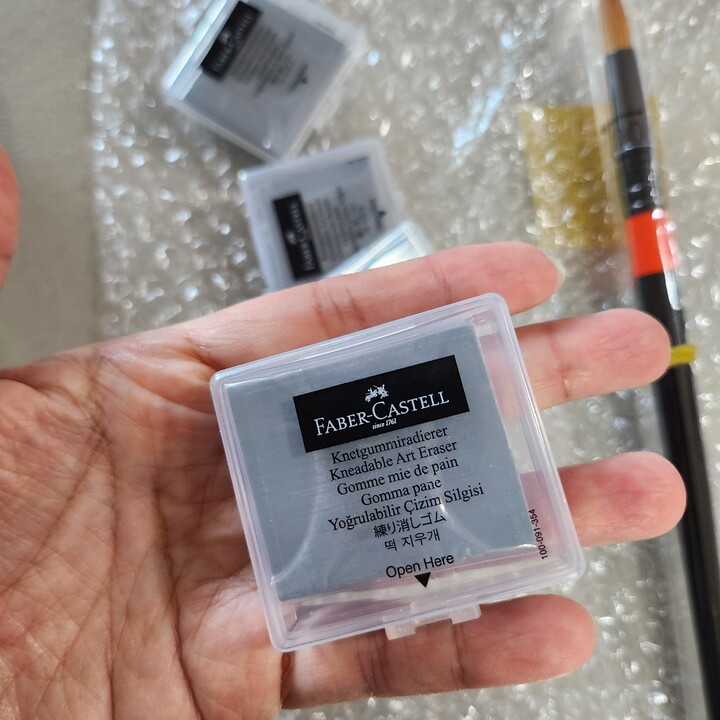 FABER-CASTELL
since 1761
Knetgummiradierer
Kneadable Art Eraser
Gomme mie de pain
Gomma pane
Yoğrulabilir Çizim Silgisi
練り消しゴム
떡 지우개
Open Here
100-091-354